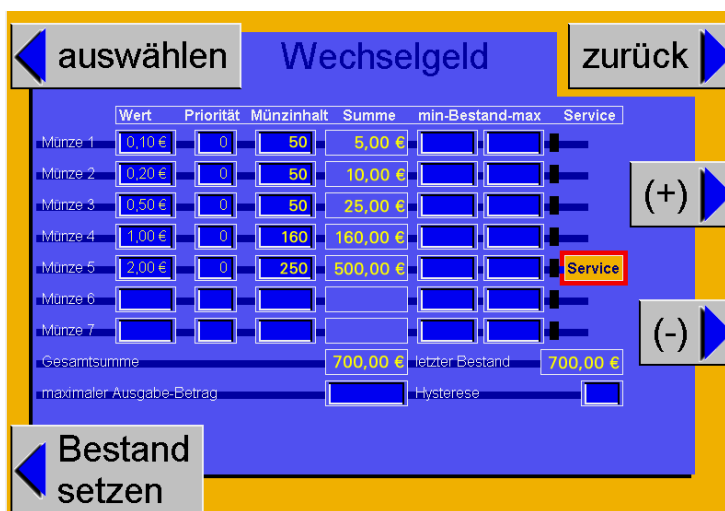 auswählen
Wechselgeld
zurück
Wert Priorität Münzinhalt Summe min-Bestand-max Service
Münze 1 0,10 € 0 50 5,00 €
Münze 2 0,20 € 0 50 10,00 €
(+)
Münze 3 0,50 € 0 50 25,00 €
Münze 4 1,00 € 0 160 160,00 €
Münze 5 2,00 € 0 250 500,00 € Service
Münze 6
Münze 7
(-)
Gesamtsumme 700,00 € letzter Bestand 700,00 €
maximaler Ausgabe-Betrag Hysterese
Bestand
setzen